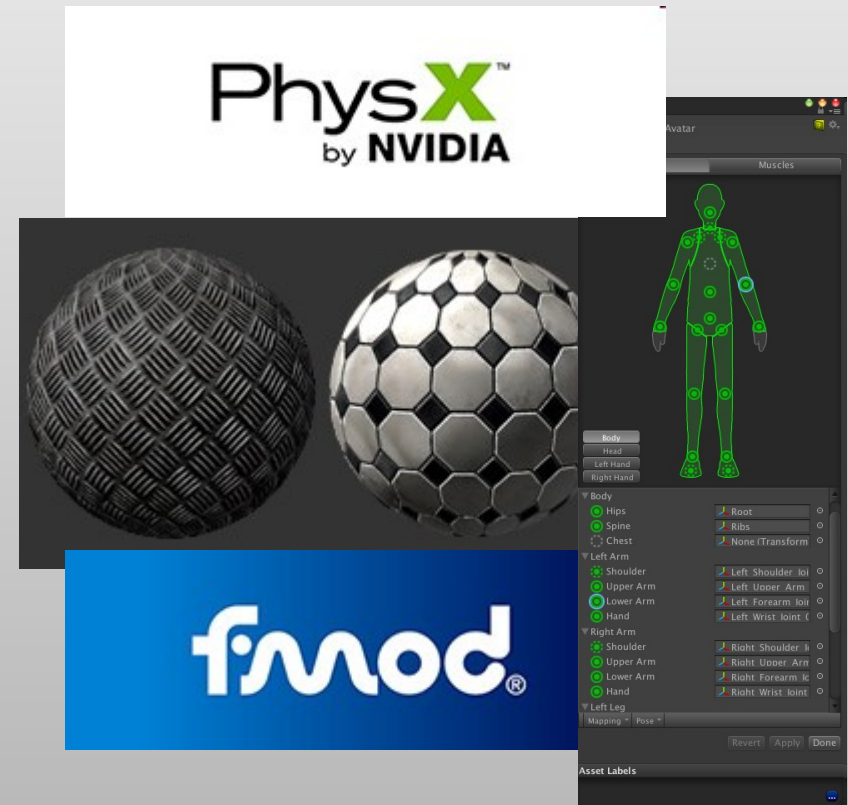 PhysX™
by NVIDIA
Avatar
Muscles
Body
Head
Left Hand
Right Hand
Body
Hips Root
Spine Ribs
Chest None (Transform
Left Arm
Shoulder Left Shoulder Joi
Upper Arm Left Upper Arm
Lower Arm Left Forearm Join
Hand Left Wrist Joint
Right Arm
Shoulder Right Shoulder
Upper Arm Right Upper Arm
Lower Arm Right Forearm
Hand Right Wrist Joint
Left Leg
Mapping Pose
Revert Apply Done
Asset Labels
fmod®